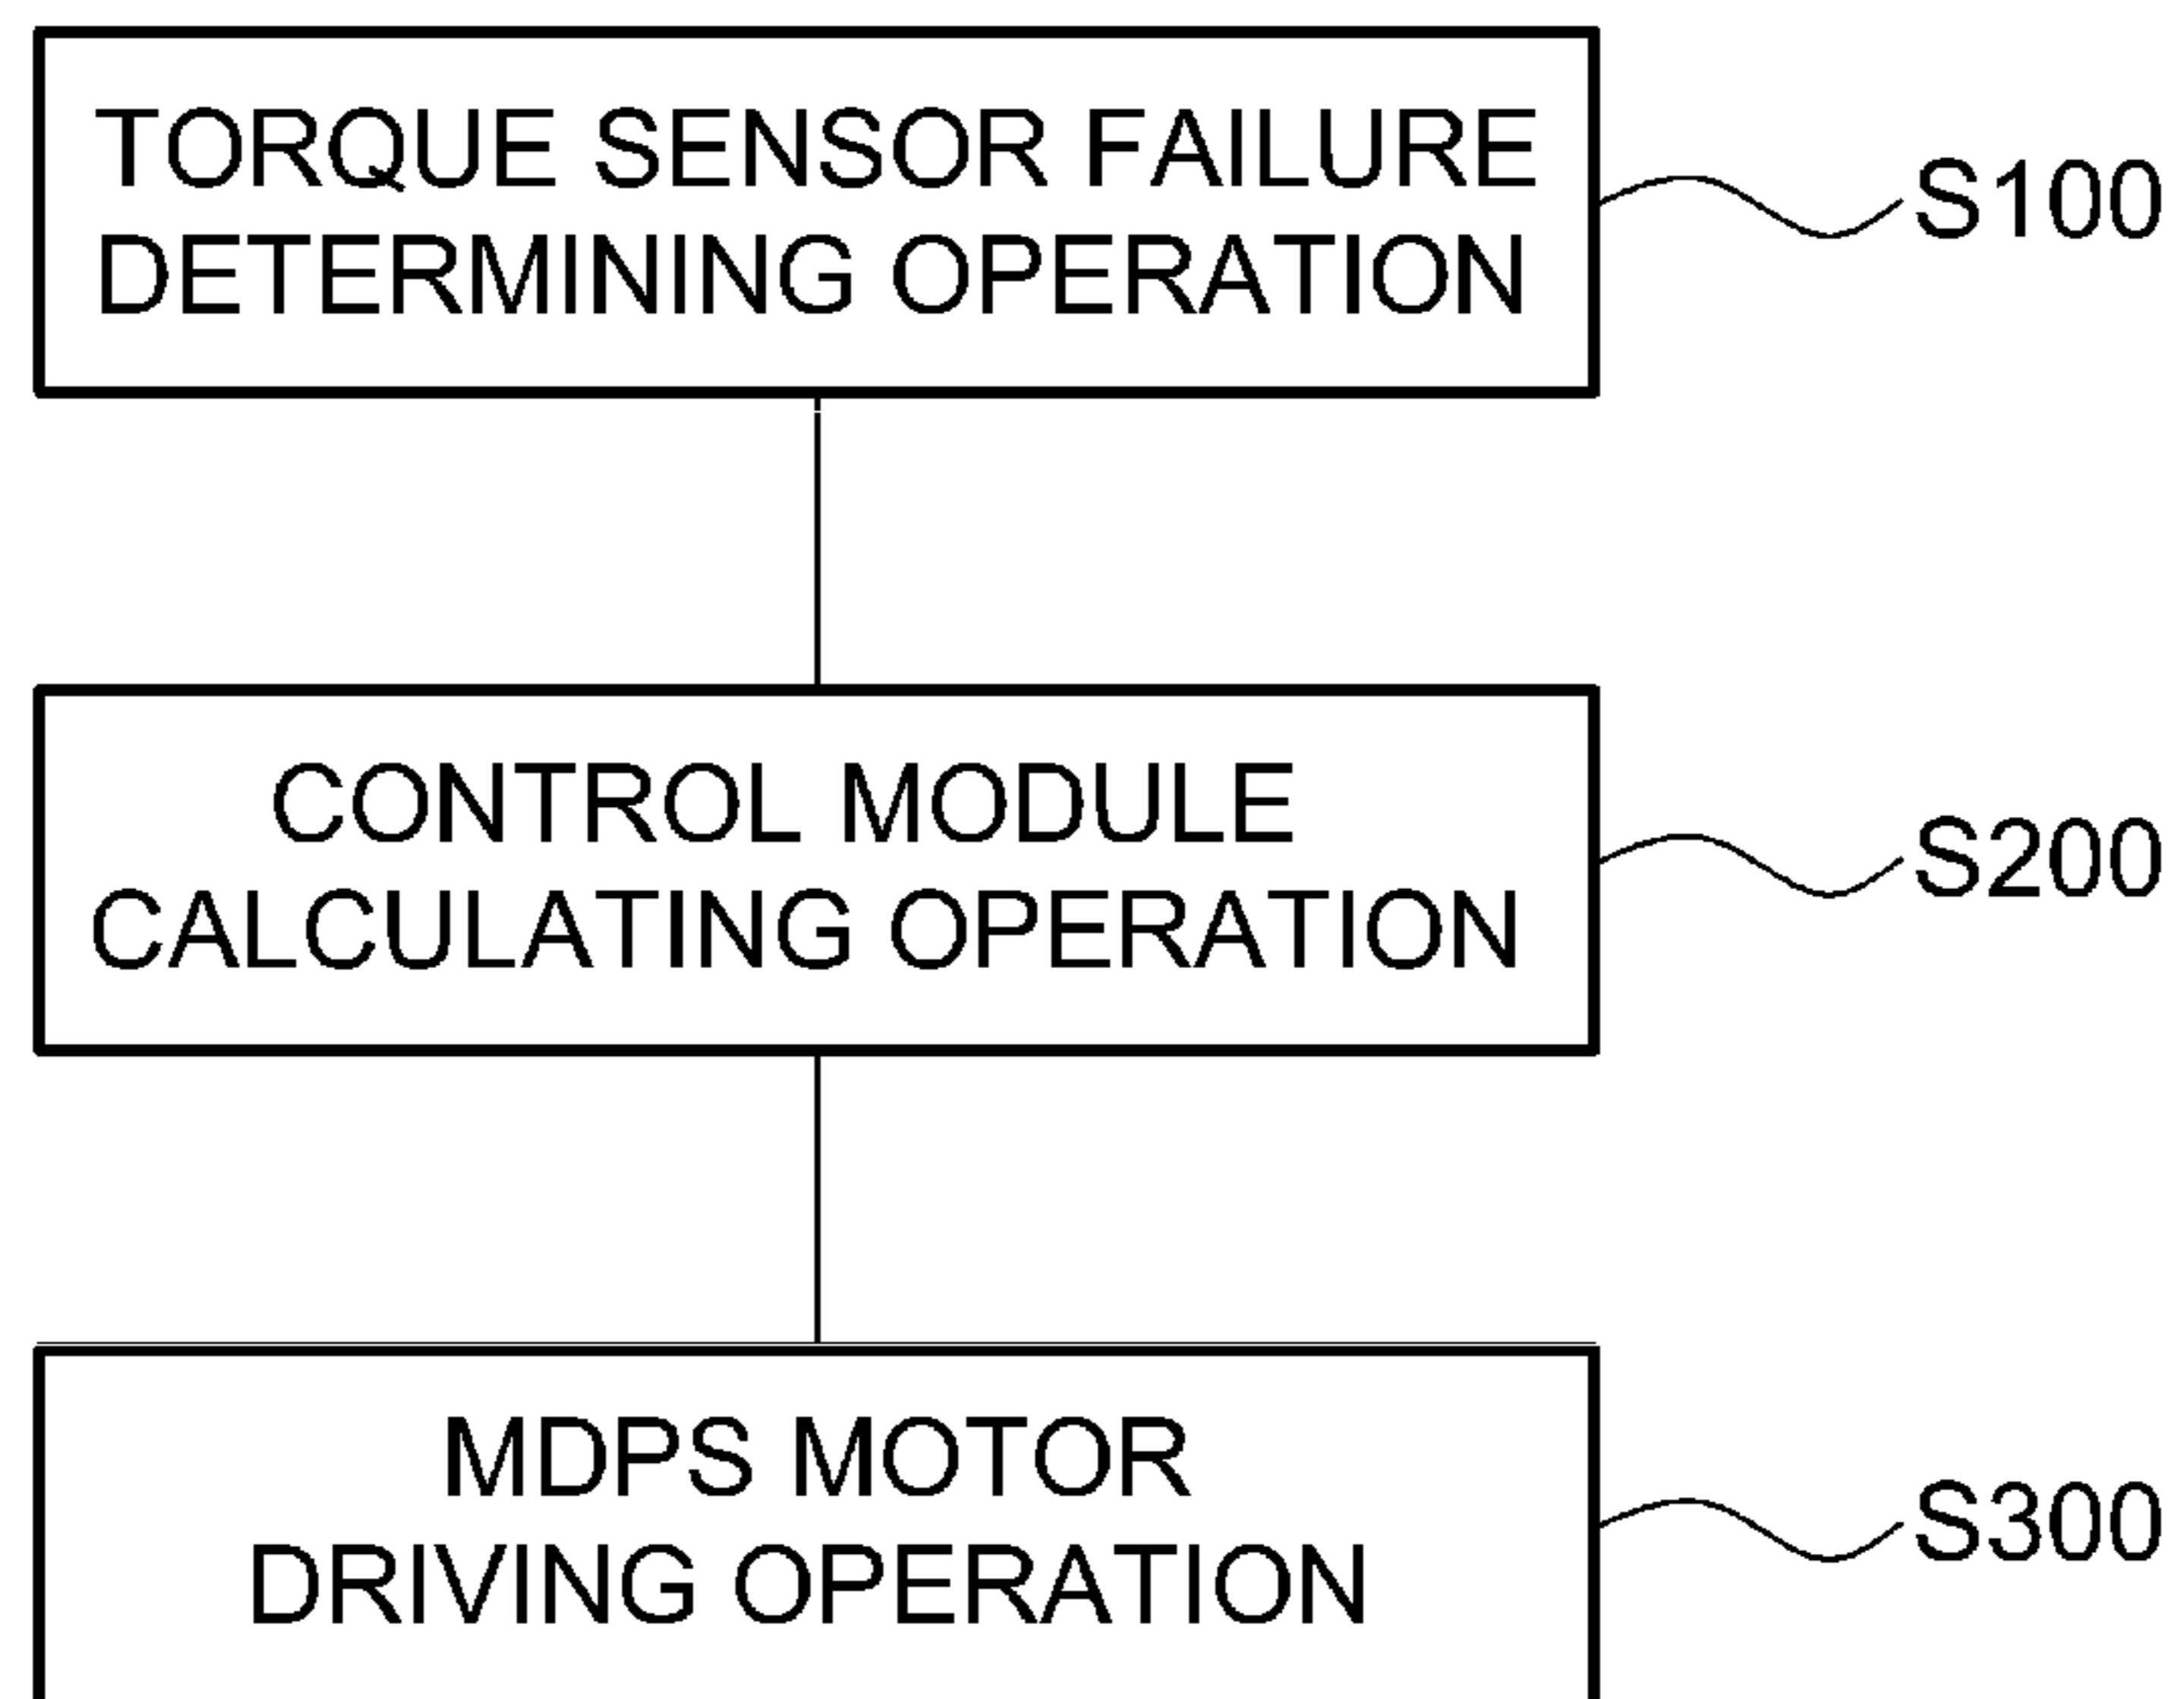 TORQUE SENSOR FAILURE
DETERMINING OPERATION
S100
CONTROL MODULE
CALCULATING OPERATION
S200
MDPS MOTOR
DRIVING OPERATION
S300